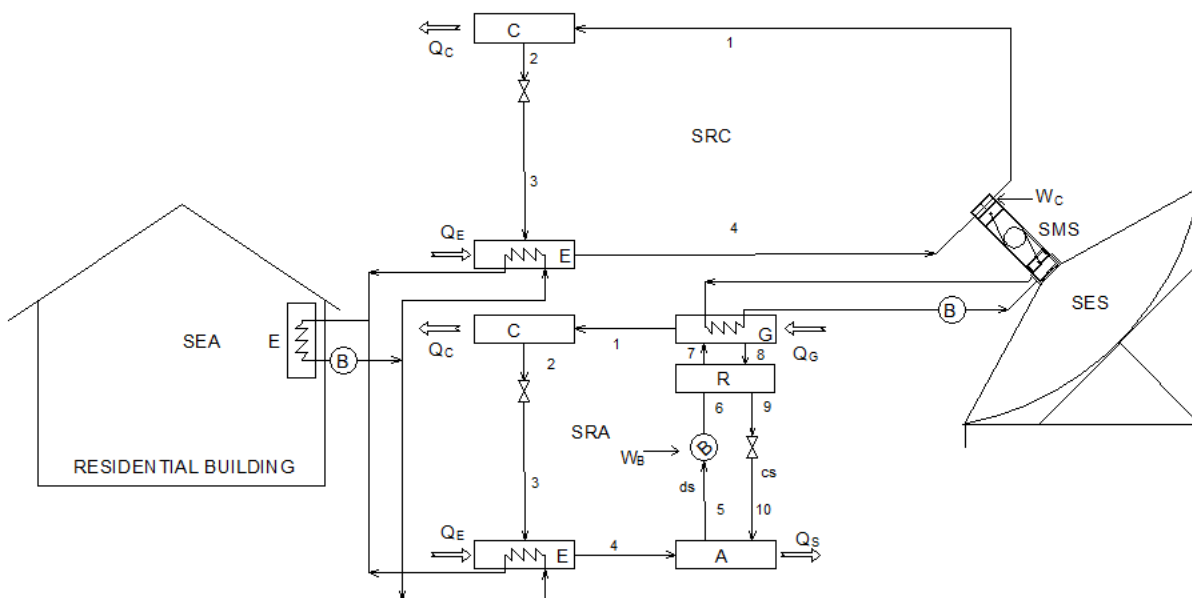 C
Q_C
1
2
SRC
3
W_C
SMS
4
Q_E
E
SES
B
SEA
E
B
C
Q_C
1
G
Q_G
7
8
2
R
6
9
SRA
W_B
B
RESIDENTIAL BUILDING
3
ds
cs
5
10
Q_E
E
4
A
Q_S